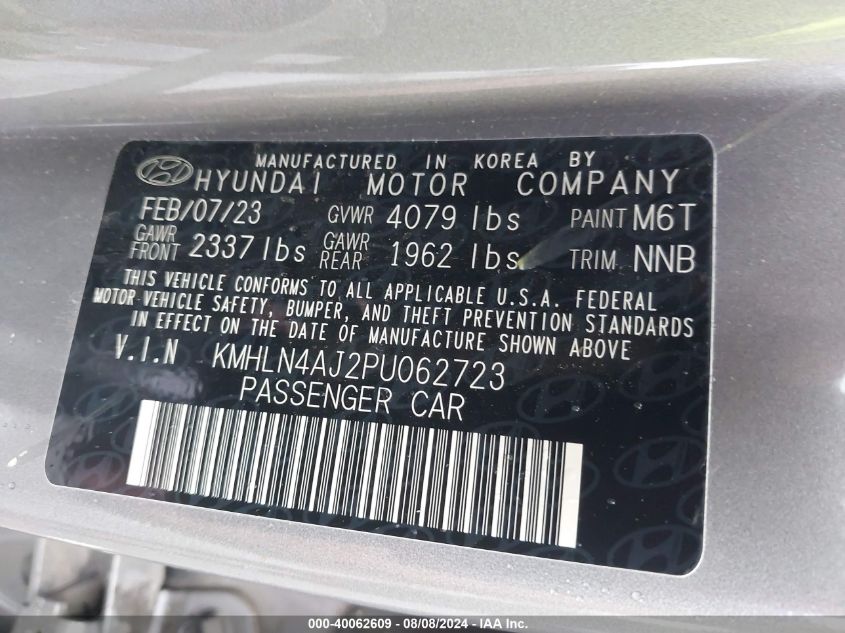 MANUFACTURED IN KOREA BY
HYUNDAI MOTOR COMPANY
FEB/07/23 GVWR 4079 lbs PAINT M6T
GAWR FRONT 2337 lbs GAWR REAR 1962 lbs TRIM NNB
THIS VEHICLE CONFORMS TO ALL APPLICABLE U.S.A. FEDERAL
MOTOR-VEHICLE SAFETY, BUMPER, AND THEFT PREVENTION STANDARDS
IN EFFECT ON THE DATE OF MANUFACTURE SHOWN ABOVE
V.I.N KMHLN4AJ2PU062723
PASSENGER CAR
000-40062609 - 08/08/2024 - IAA Inc.